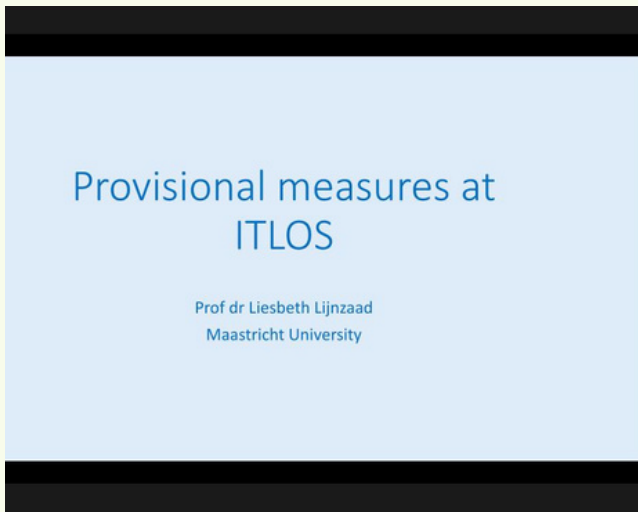 Provisional measures at
ITLOS
Prof dr Liesbeth Lijnzaad
Maastricht University